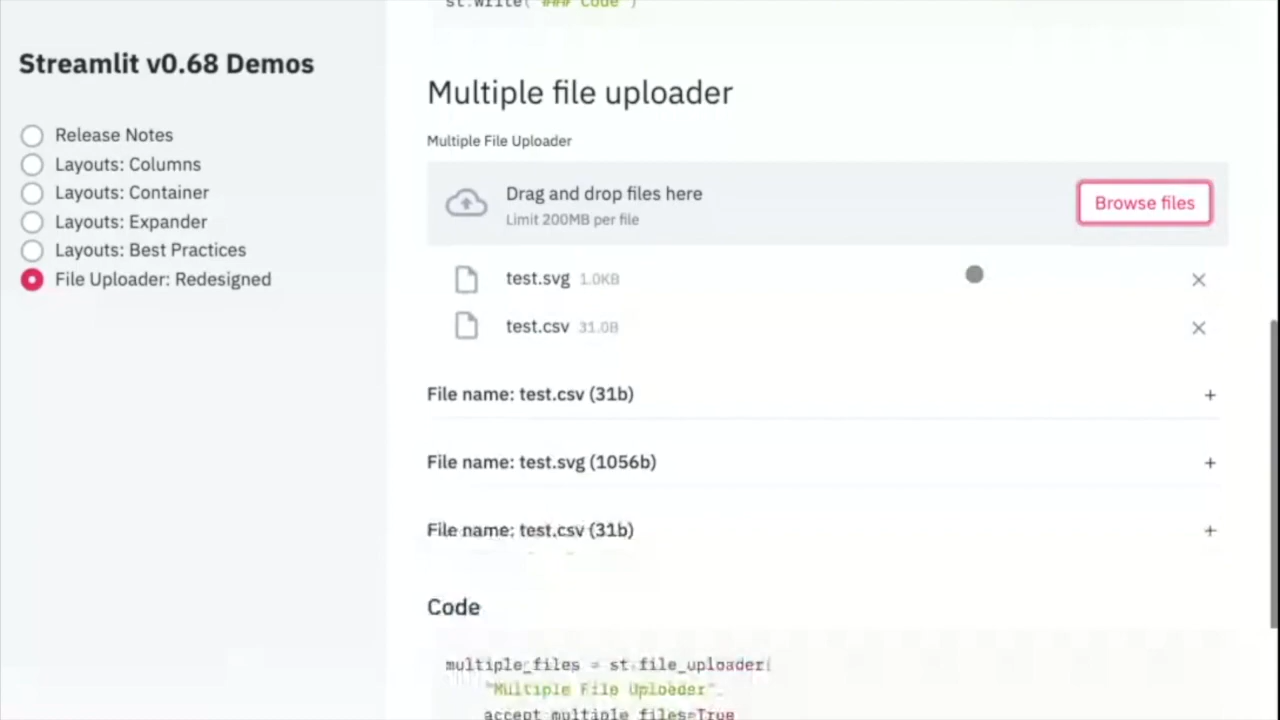 st.write("### Code")
Streamlit v0.68 Demos
Release Notes
Layouts: Columns
Layouts: Container
Layouts: Expander
Layouts: Best Practices
File Uploader: Redesigned
Multiple file uploader
Multiple File Uploader
Drag and drop files here
Limit 200MB per file
Browse files
test.svg 1.0KB
test.csv 31.0B
File name: test.csv (31b)
File name: test.svg (1056b)
File name: test.csv (31b)
Code
multiple_files = st.file_uploader(
"Multiple File Uploader",
accept_multiple_files=True